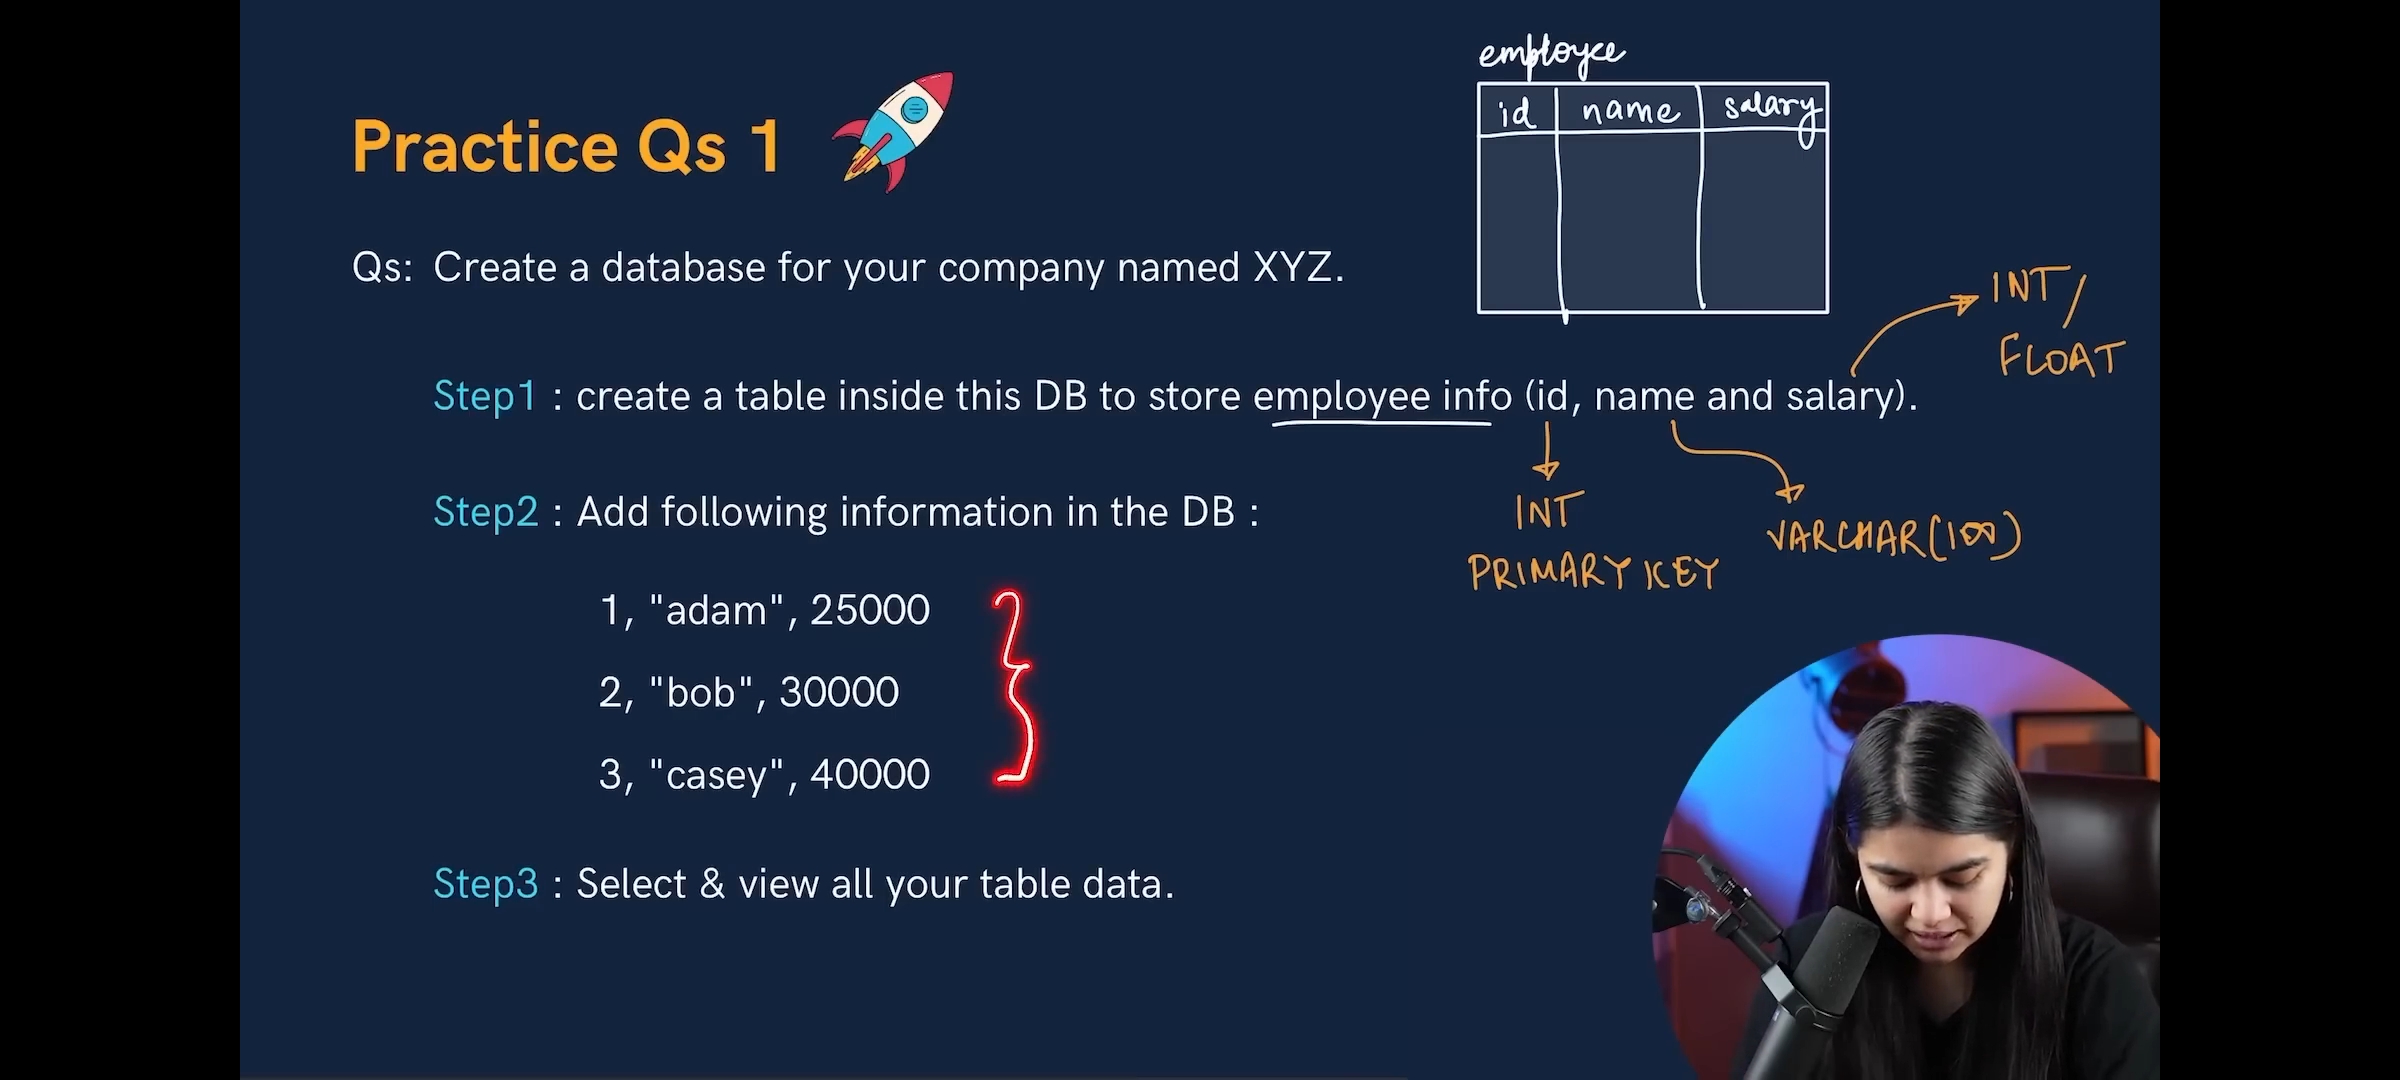 employee
id name salary
Practice Qs 1
Qs: Create a database for your company named XYZ.
INT/
FLOAT
Step1 : create a table inside this DB to store employee info (id, name and salary).
Step2 : Add following information in the DB :
INT
PRIMARY KEY
VARCHAR(100)
1, "adam", 25000
2, "bob", 30000
3, "casey", 40000
Step3 : Select & view all your table data.